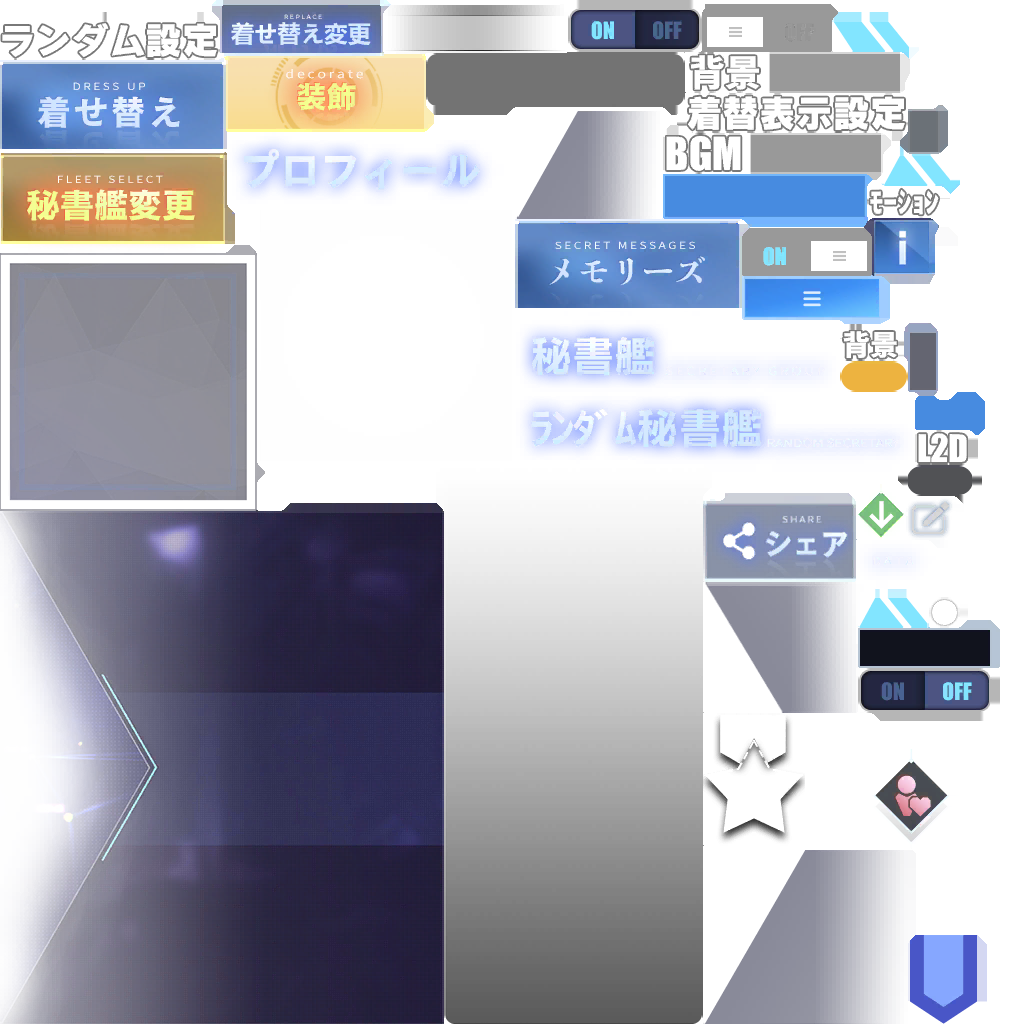 ランダム設定
REPLACE
着せ替え変更
ON OFF
DRESS UP
着せ替え
decorate
装飾
背景
着替表示設定
BGM
FLEET SELECT
秘書艦変更
プロフィール
モーション
SECRET MESSAGES
メモリーズ
ON
秘書艦
背景
ランダム秘書艦
L2D
SHARE
シェア
ON OFF